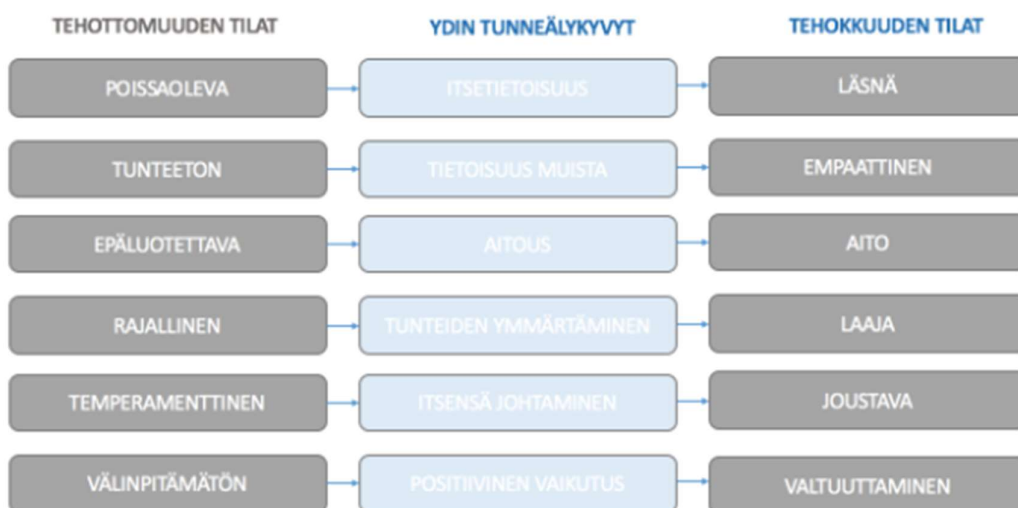 TEHOTTOMUUDEN TILAT YDIN TUNNEÄLYKYVYT TEHOKKUUDEN TILAT
POISSAOLEVA ITSETIETOISUUS LÄSNÄ
TUNTEETON TIETOISUUS MUISTA EMPAATTINEN
EPÄLUOTETTAVA AITOUS AITO
RAJALLINEN TUNTEIDEN YMMÄRTÄMINEN LAAJA
TEMPERAMENTTINEN ITSENSÄ JOHTAMINEN JOUSTAVA
VÄLINPITÄMÄTÖN POSITIIVINEN VAIKUTUS VALTUUTTAMINEN